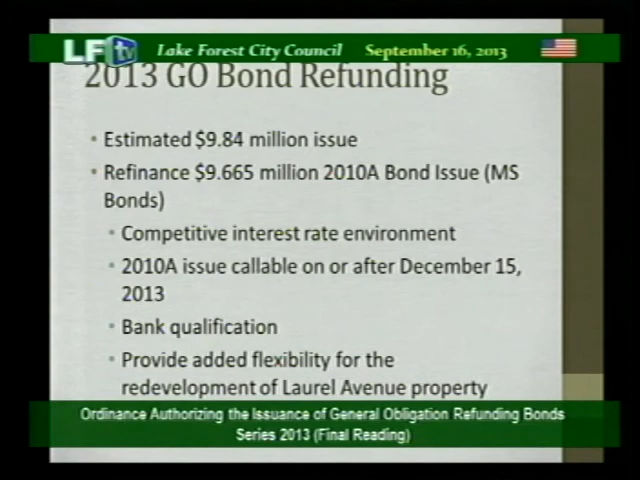 LFtv Lake Forest City Council September 16, 2013
2013 GO Bond Refunding
• Estimated $9.84 million issue
• Refinance $9.665 million 2010A Bond Issue (MS
Bonds)
• Competitive interest rate environment
• 2010A issue callable on or after December 15,
2013
• Bank qualification
• Provide added flexibility for the
redevelopment of Laurel Avenue property
Ordinance Authorizing the Issuance of General Obligation Refunding Bonds
Series 2013 (Final Reading)